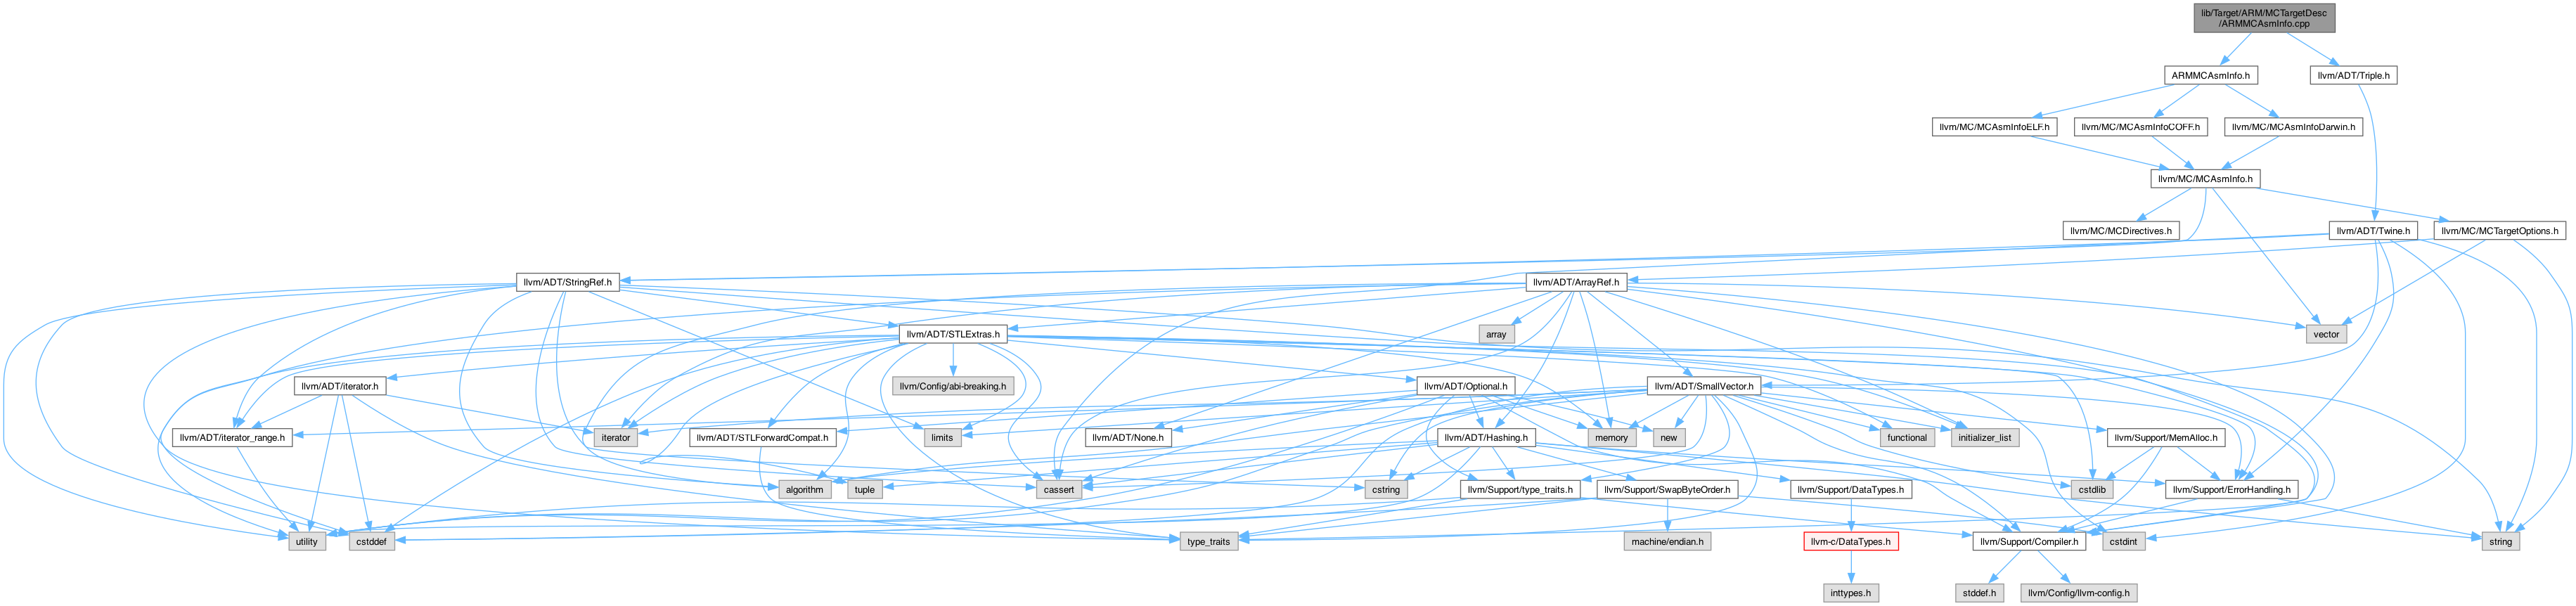 lib/Target/ARM/MCTargetDesc
/ARMMCAsmInfo.cpp
ARMMCAsmInfo.h
llvm/ADT/Triple.h
llvm/MC/MCAsmInfoELF.h
llvm/MC/MCAsmInfoCOFF.h
llvm/MC/MCAsmInfoDarwin.h
llvm/MC/MCAsmInfo.h
llvm/MC/MCDirectives.h
llvm/ADT/Twine.h
llvm/MC/MCTargetOptions.h
llvm/ADT/StringRef.h
llvm/ADT/ArrayRef.h
llvm/ADT/STLExtras.h
array
vector
llvm/ADT/iterator.h
llvm/Config/abi-breaking.h
llvm/ADT/Optional.h
llvm/ADT/SmallVector.h
llvm/ADT/iterator_range.h
iterator
llvm/ADT/STLForwardCompat.h
limits
llvm/ADT/None.h
llvm/ADT/Hashing.h
memory
new
functional
initializer_list
llvm/Support/MemAlloc.h
algorithm
tuple
cassert
cstring
llvm/Support/type_traits.h
llvm/Support/SwapByteOrder.h
llvm/Support/DataTypes.h
cstdlib
llvm/Support/ErrorHandling.h
utility
cstddef
type_traits
machine/endian.h
llvm-c/DataTypes.h
llvm/Support/Compiler.h
cstdint
string
inttypes.h
stddef.h
llvm/Config/llvm-config.h